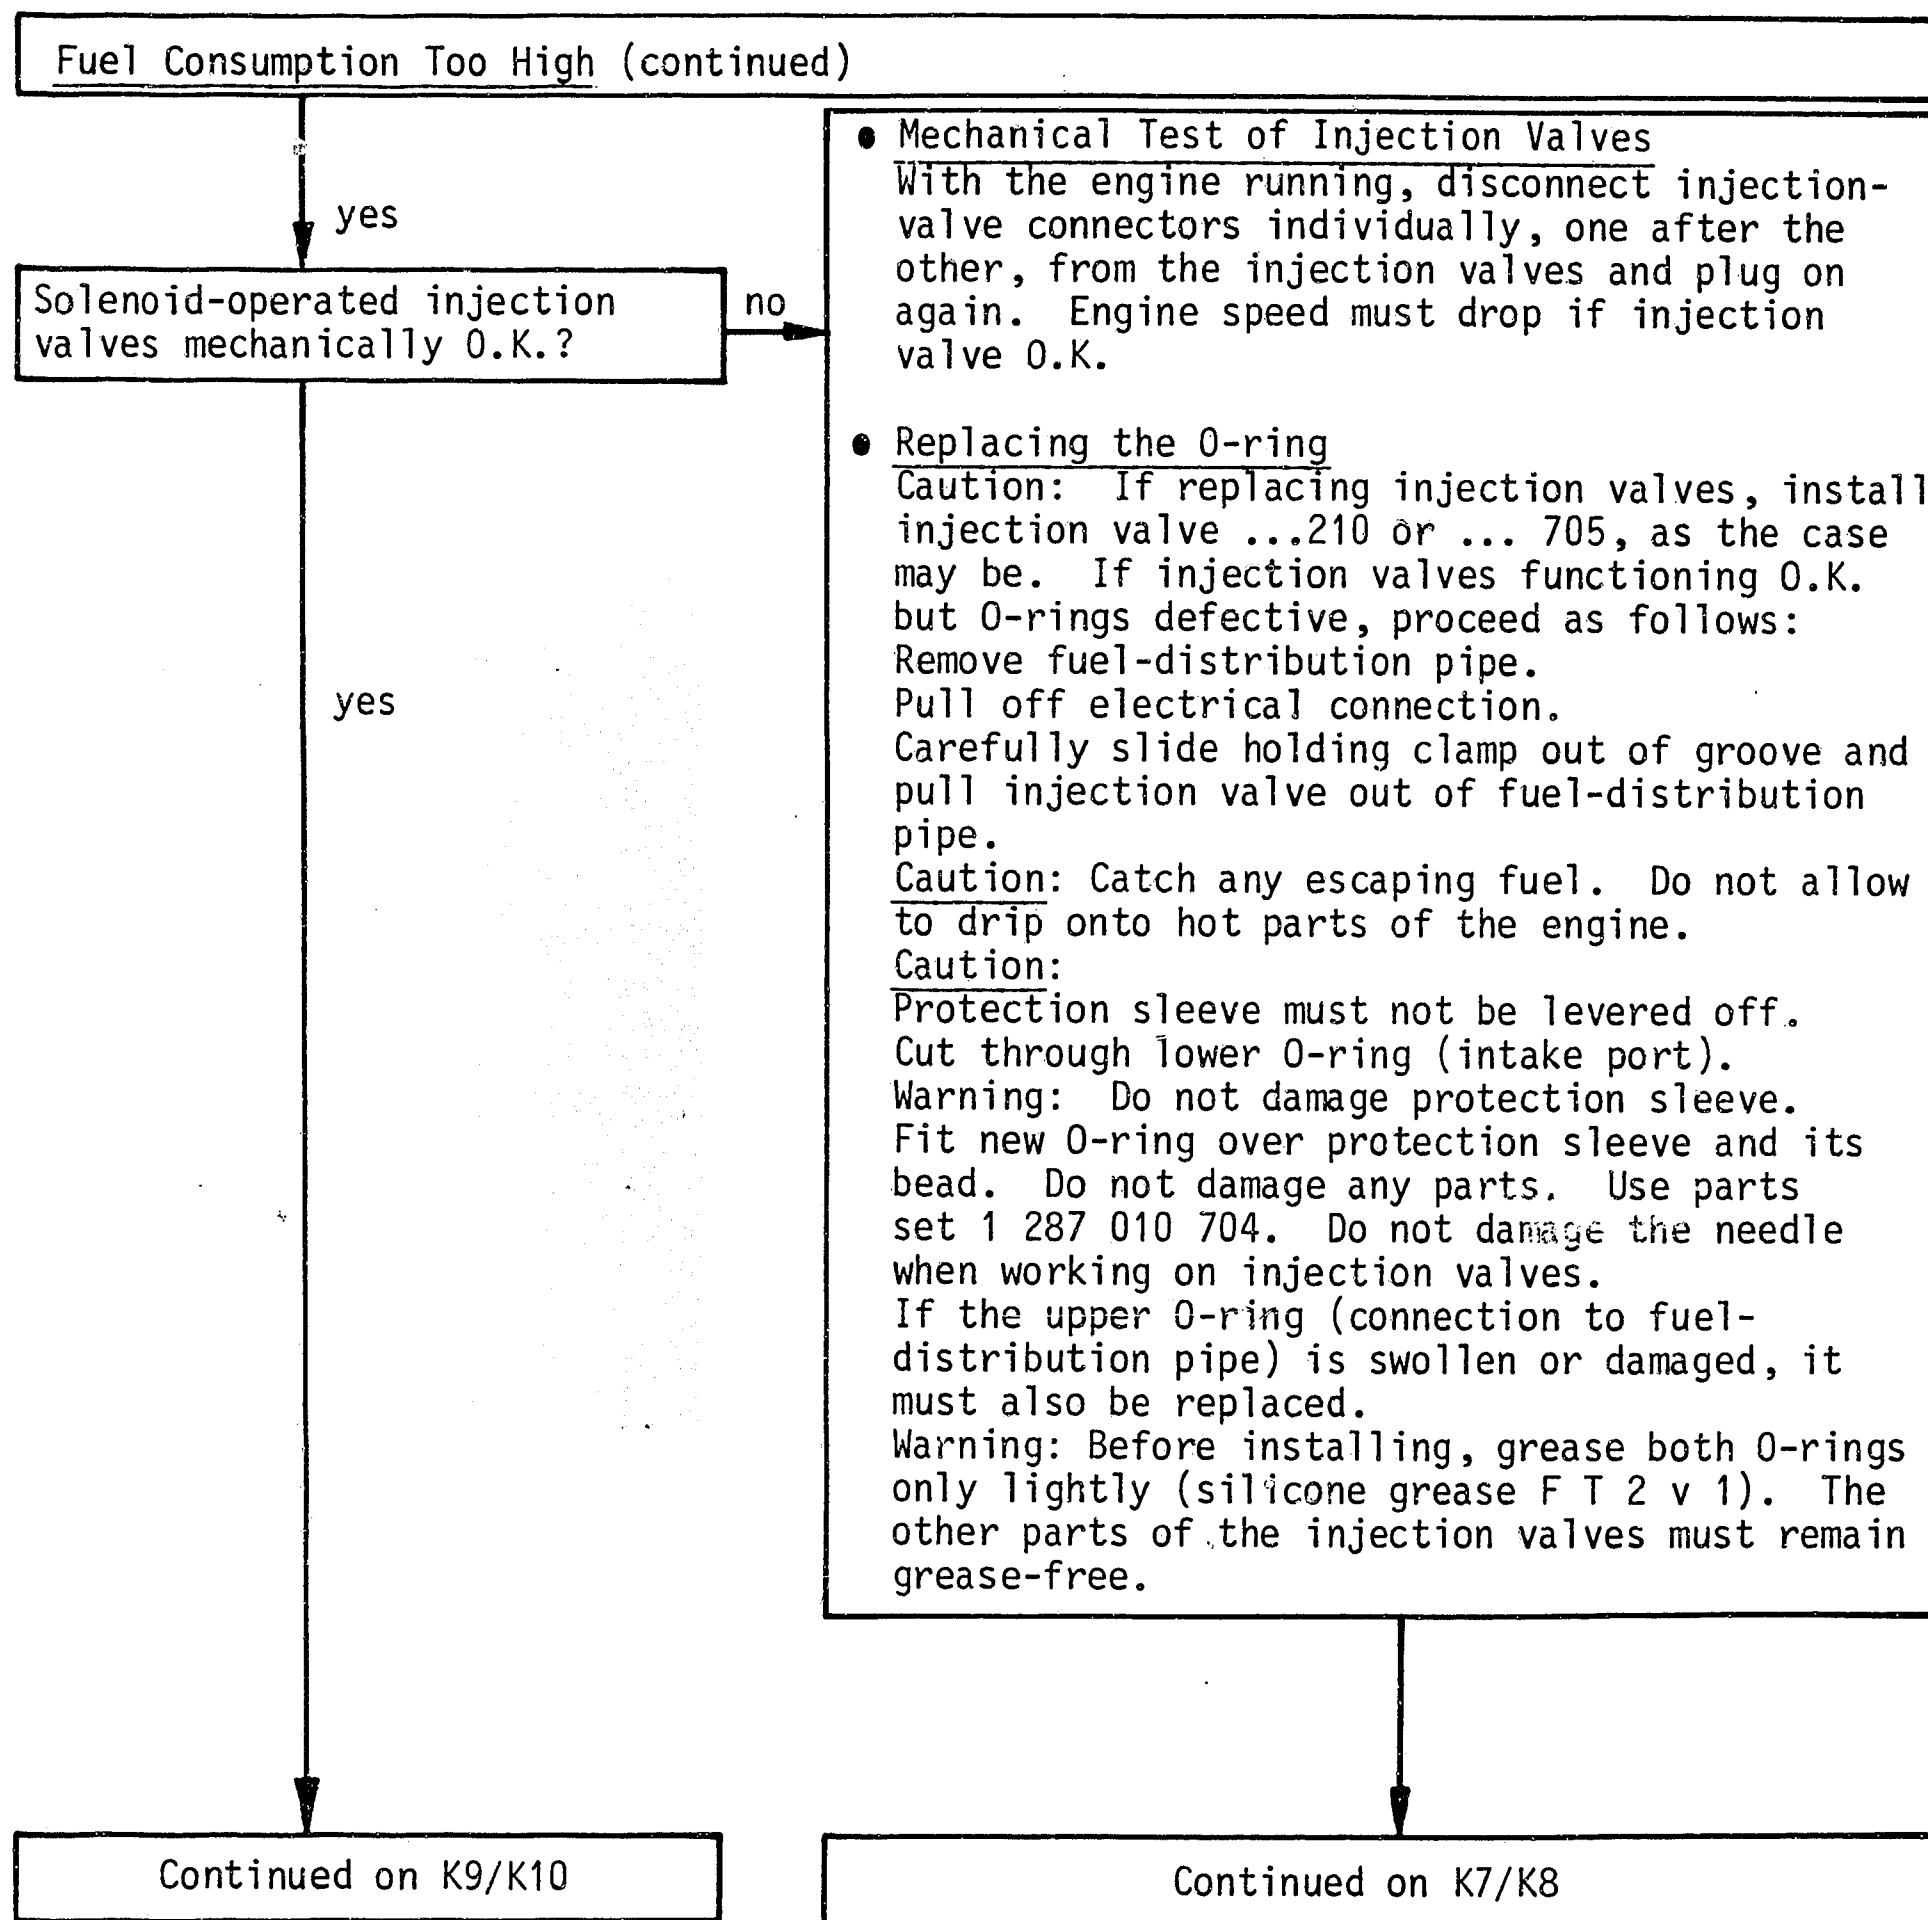 Fuel Consumption Too High (continued)
yes
Solenoid-operated injection
valves mechanically O.K.?
no
yes
• Mechanical Test of Injection Valves
With the engine running, disconnect injection-
valve connectors individually, one after the
other, from the injection valves and plug on
again. Engine speed must drop if injection
valve O.K.
• Replacing the O-ring
Caution: If replacing injection valves, install
injection valve ...210 or ... 705, as the case
may be. If injection valves functioning O.K.
but O-rings defective, proceed as follows:
Remove fuel-distribution pipe.
Pull off electrical connection.
Carefully slide holding clamp out of groove and
pull injection valve out of fuel-distribution
pipe.
Caution: Catch any escaping fuel. Do not allow
to drip onto hot parts of the engine.
Caution:
Protection sleeve must not be levered off.
Cut through lower O-ring (intake port).
Warning: Do not damage protection sleeve.
Fit new O-ring over protection sleeve and its
bead. Do not damage any parts. Use parts
set 1 287 010 704. Do not damage the needle
when working on injection valves.
If the upper O-ring (connection to fuel-
distribution pipe) is swollen or damaged, it
must also be replaced.
Warning: Before installing, grease both O-rings
only lightly (silicone grease F T 2 v 1). The
other parts of the injection valves must remain
grease-free.
Continued on K9/K10
Continued on K7/K8